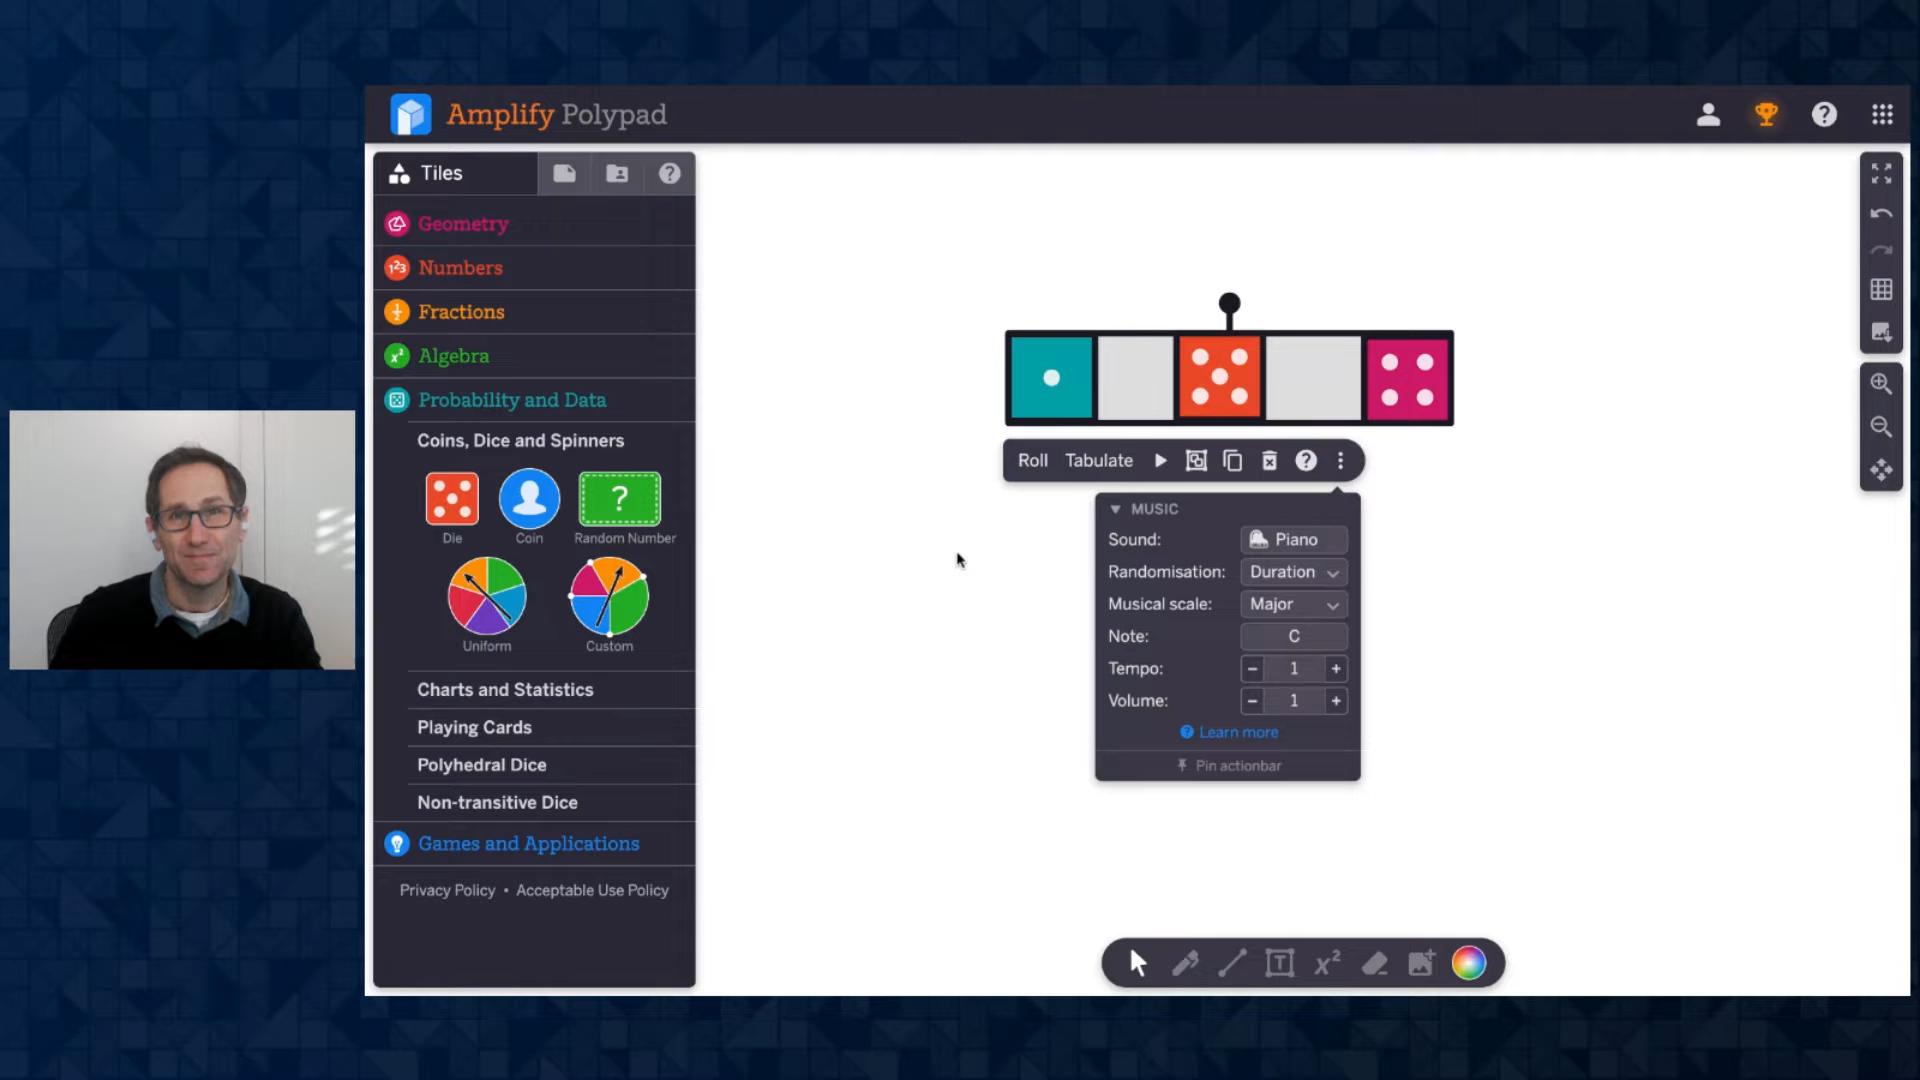 Amplify Polypad
Tiles
Geometry
Numbers
Fractions
Algebra
Probability and Data
Coins, Dice and Spinners
Die
Coin
?
Random Number
Uniform
Custom
Charts and Statistics
Playing Cards
Polyhedral Dice
Non-transitive Dice
Games and Applications
Privacy Policy • Acceptable Use Policy
Roll Tabulate
MUSIC
Sound: Piano
Randomisation: Duration
Musical scale: Major
Note: C
Tempo: − 1 +
Volume: − 1 +
Learn more
Pin actionbar
T x²